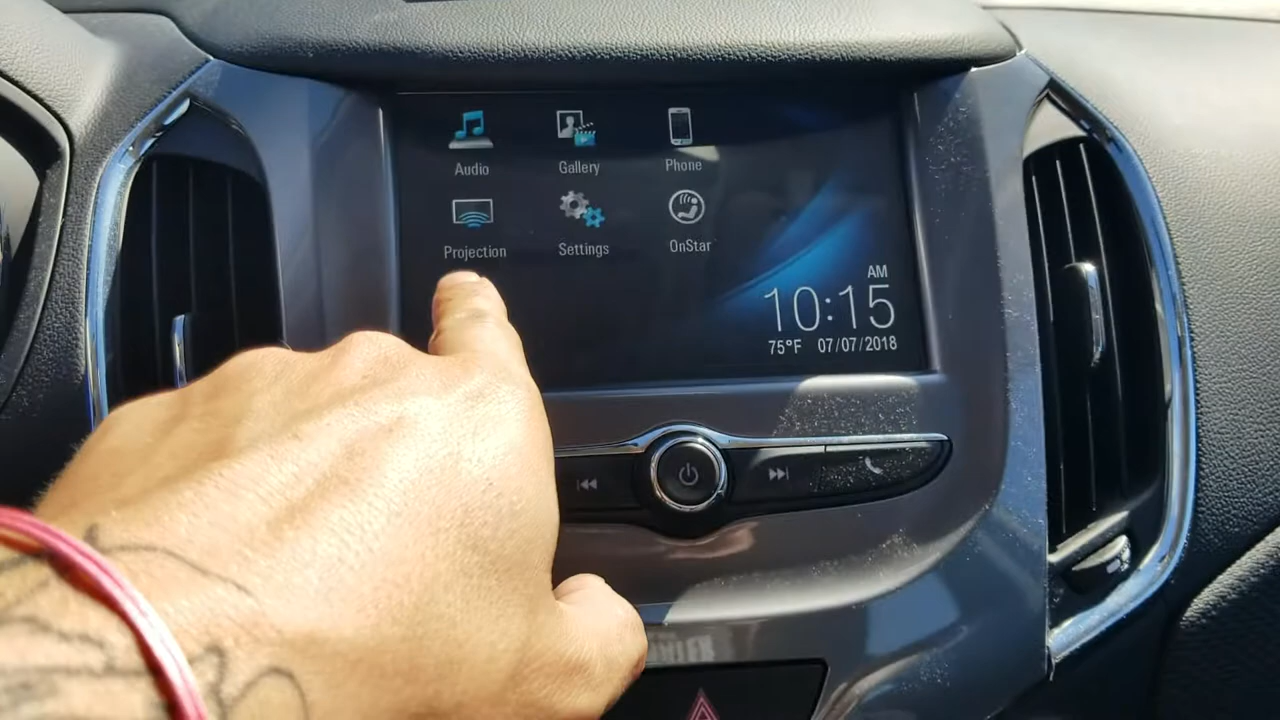 Audio
Gallery
Phone
Projection
Settings
OnStar
AM
10:15
75°F 07/07/2018